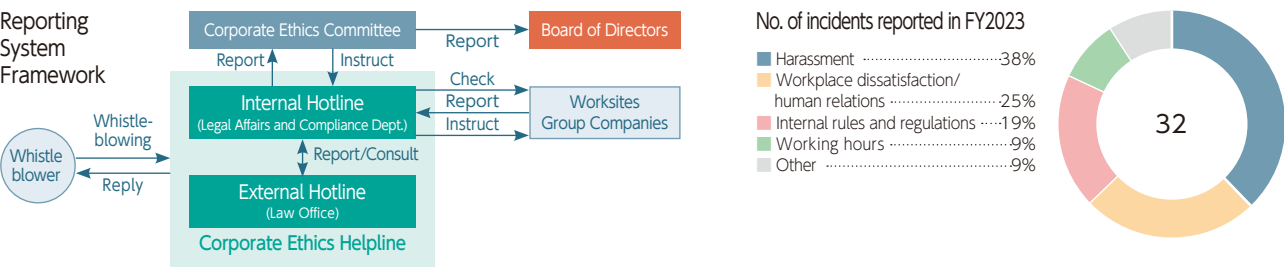 Reporting
System
Framework
Corporate Ethics Committee
Report
Board of Directors
Report
Instruct
Internal Hotline
(Legal Affairs and Compliance Dept.)
Check
Report
Instruct
Worksites
Group Companies
Whistle-
blowing
Whistle
blower
Reply
Report/Consult
External Hotline
(Law Office)
Corporate Ethics Helpline
No. of incidents reported in FY2023
Harassment 38%
Workplace dissatisfaction/
human relations 25%
Internal rules and regulations 19%
Working hours 9%
Other 9%
32